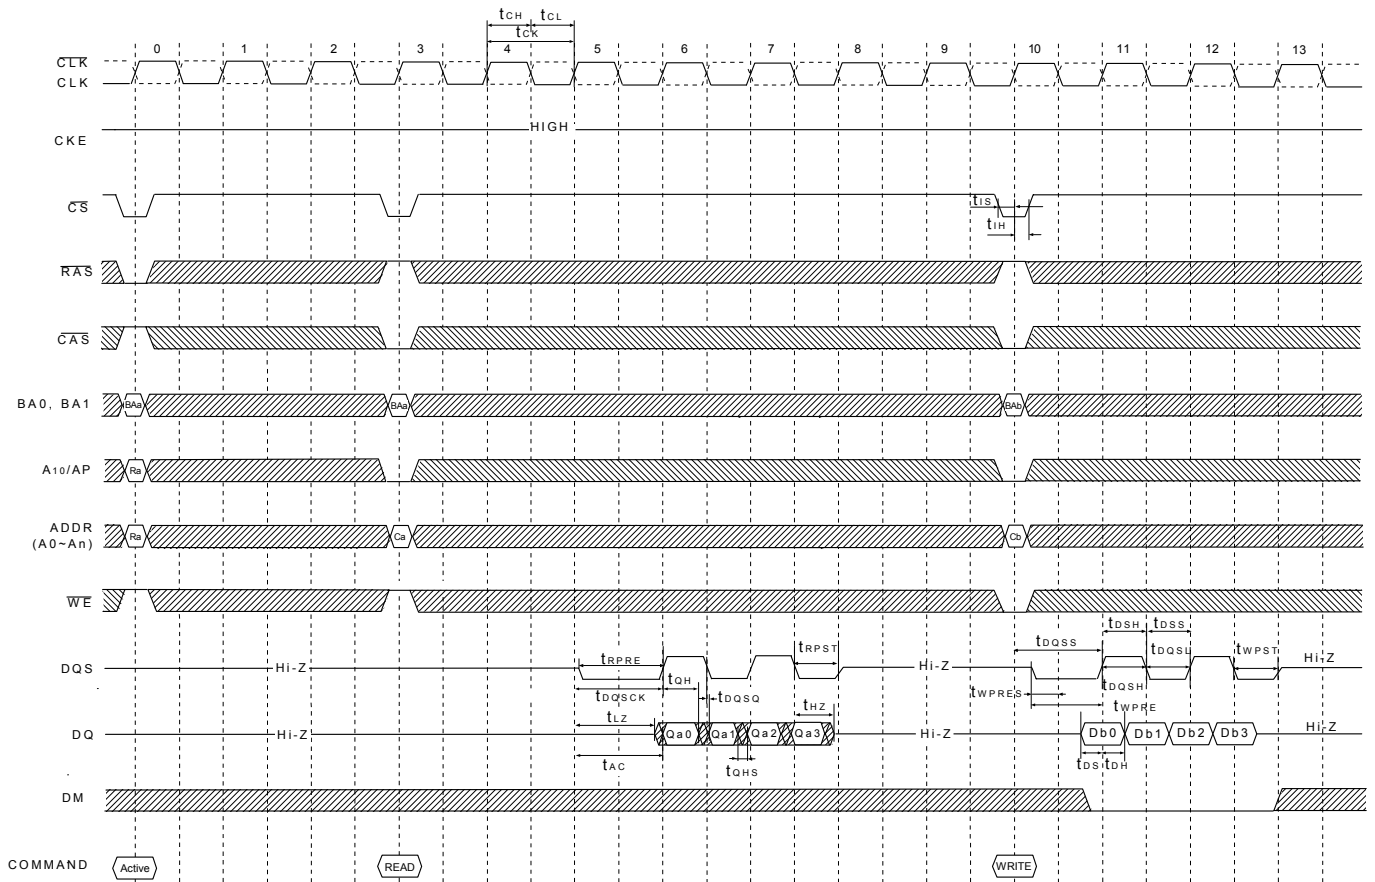 tCH tCL
tCK
0 1 2 3 4 5 6 7 8 9 10 11 12 13
CLK
CLK
HIGH
CKE
CS
tIS
tIH
RAS
CAS
BA0, BA1 BAa BAa BAb
A10/AP Ra
ADDR
(A0~An) Ra Ca Cb
WE
tDSH tDSS
tDQSS
tRPRE tRPST tDQSL tWPST
DQS Hi-Z Hi-Z Hi-Z
tQH
tDQSCK tDQSQ tWPRES tDQSH
tWPRE
tLZ tHZ
DQ Hi-Z Qa0 Qa1 Qa2 Qa3 Hi-Z Db0 Db1 Db2 Db3 Hi-Z
tAC tQHS tDS tDH
DM
COMMAND Active READ WRITE